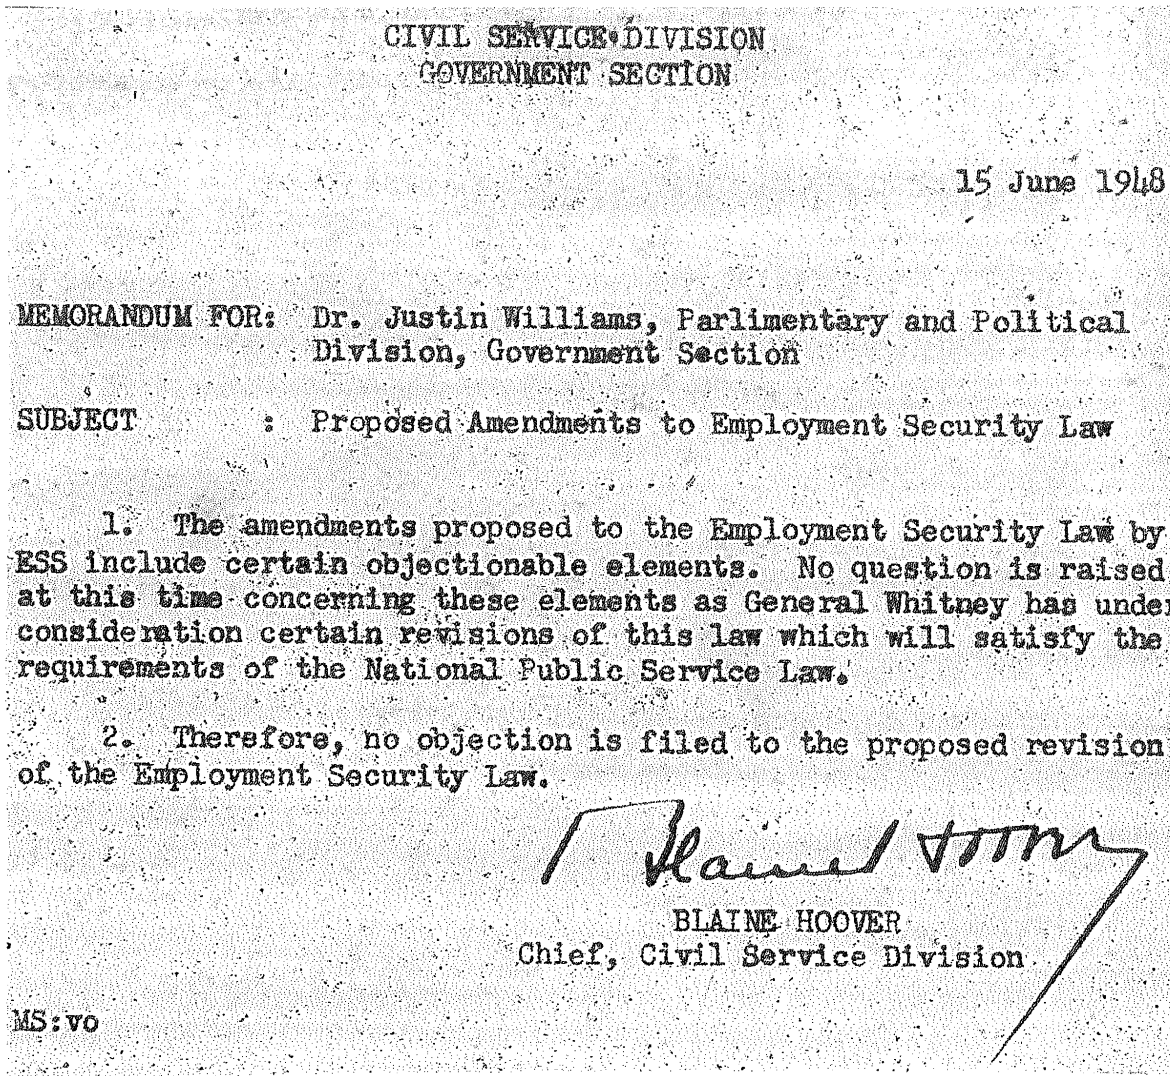 CIVIL SERVICE DIVISION
GOVERNMENT SECTION
15 June 1948
MEMORANDUM FOR: Dr. Justin Williams, Parlimentary and Political
Division, Government Section
SUBJECT : Proposed Amendments to Employment Security Law
1. The amendments proposed to the Employment Security Law by
ESS include certain objectionable elements. No question is raised
at this time concerning these elements as General Whitney has under
consideration certain revisions of this law which will satisfy the
requirements of the National Public Service Law.
2. Therefore, no objection is filed to the proposed revision
of the Employment Security Law.
Blaine Hoover
BLAINE HOOVER
Chief, Civil Service Division
MS:vo